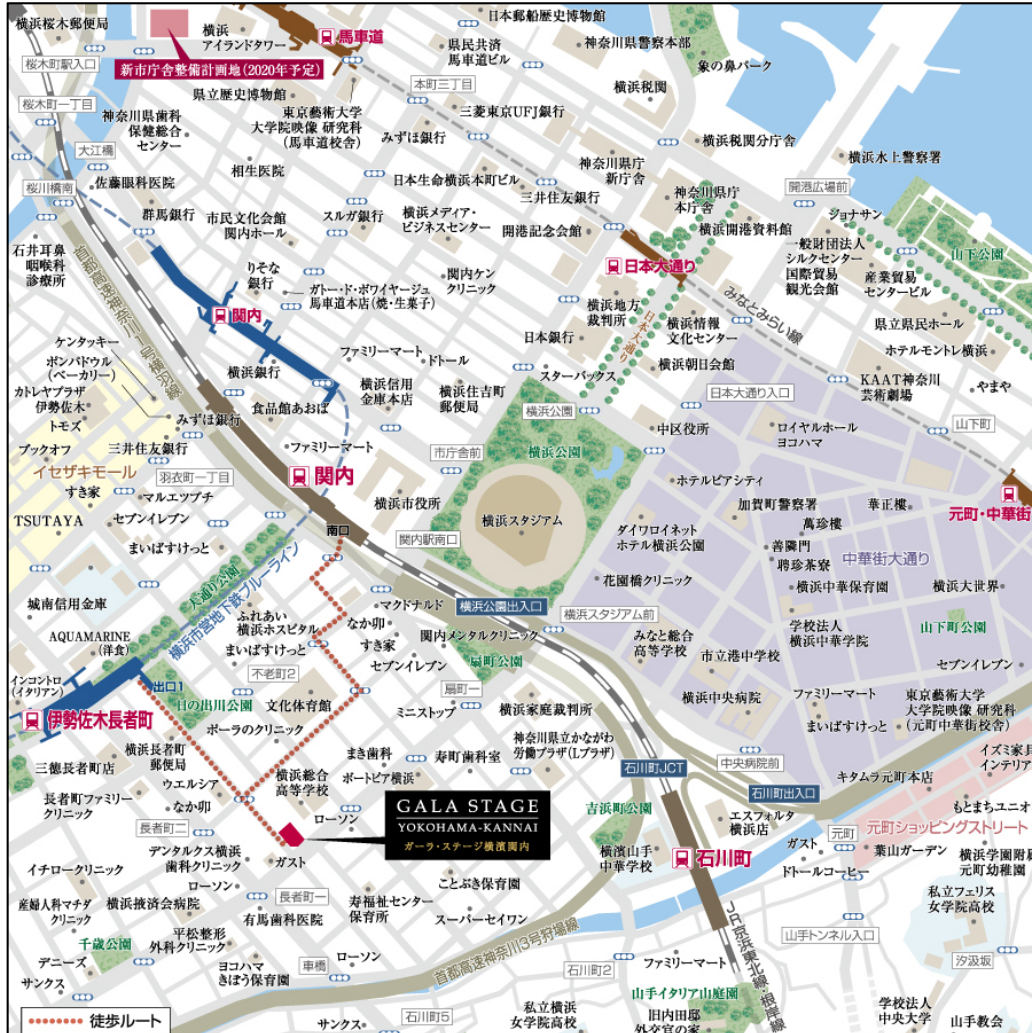 横浜桜木郵便局
横浜
アイランドタワー
馬車道
日本郵船歴史博物館
県民共済
馬車道ビル
神奈川県警察本部
象の鼻パーク
桜木町駅入口
新市庁舎整備計画地(2020年予定)
県立歴史博物館
本町三丁目
横浜税関
桜木町一丁目
神奈川県歯科
保健総合
センター
東京藝術大学
大学院映像 研究科
(馬車道校舎)
三菱東京UFJ銀行
みずほ銀行
横浜税関分庁舎
大江橋
相生医院
神奈川県庁
新庁舎
横浜水上警察署
桜川橋南
佐藤眼科医院
日本生命横浜本町ビル
三井住友銀行
神奈川県庁
本庁舎
開港広場前
群馬銀行
市民文化会館
関内ホール
スルガ銀行
横浜メディア・
ビジネスセンター
開港記念会館
横浜開港資料館
ジョナサン
石井耳鼻
咽喉科
診療所
首都高速神奈川1号横羽線
りそな
銀行
ガトー・ド・ボワイヤージュ
馬車道本店(焼・生菓子)
関内ケン
クリニック
日本大通り
一般財団法人
シルクセンター
国際貿易
観光会館
産業貿易
センタービル
山下公園
関内
横浜地方
裁判所
日本大通り
横浜情報
文化センター
みなとみらい線
県立県民ホール
ケンタッキー
ポンパドウル
(ベーカリー)
ファミリーマート
ドトール
日本銀行
横浜朝日会館
ホテルモントレ横浜
カトレヤプラザ
伊勢佐木
トモズ
横浜銀行
食品館あおば
横浜信用
金庫本店
横浜住吉町
郵便局
スターバックス
日本大通り入口
KAAT神奈川
芸術劇場
やまや
みずほ銀行
横浜公園
中区役所
ロイヤルホール
ヨコハマ
山下町
ブックオフ
三井住友銀行
ファミリーマート
市庁舎前
横浜公園
イセザキモール
羽衣町一丁目
関内
ホテルピアシティ
すき家
マルエツプチ
横浜市役所
加賀町警察署
華正樓
元町・中華街
TSUTAYA
セブンイレブン
南口
横浜スタジアム
ダイワロイネット
ホテル横浜公園
萬珍樓
まいばすけっと
関内駅南口
善隣門
聘珍茶寮
中華街大通り
大通り公園
横浜市営地下鉄ブルーライン
花園橋クリニック
横浜中華保育園
横浜大世界
城南信用金庫
ふれあい
横浜ホスピタル
なか卯
マクドナルド
横浜公園出入口
横浜スタジアム前
AQUAMARINE
(洋食)
まいばすけっと
すき家
関内メンタルクリニック
みなと総合
高等学校
学校法人
横浜中華学院
山下町公園
インコントロ
(イタリアン)
出口1
不老町2
セブンイレブン
扇町公園
市立港中学校
セブンイレブン
日の出川公園
文化体育館
扇町一
横浜中央病院
ファミリーマート
東京藝術大学
大学院映像 研究科
(元町中華街校舎)
伊勢佐木長者町
ポーラのクリニック
ミニストップ
横浜家庭裁判所
まいばすけっと
横浜長者町
郵便局
まき歯科
寿町歯科室
神奈川県立かながわ
労働プラザ(Lプラザ)
イズミ家具
インテリア
三徳長者町店
ウエルシア
横浜総合
高等学校
ポートピア横浜
石川町JCT
中央病院前
キタムラ元町本店
長者町ファミリー
クリニック
なか卯
ローソン
GALA STAGE
YOKOHAMA-KANNAI
ガーラ・ステージ横濱関内
吉浜町公園
石川町出入口
もとまちユニオン
長者町二
エスフォルタ
横浜店
元町
元町ショッピングストリート
イチロークリニック
デンタルクス横浜
歯科クリニック
ガスト
横濱山手
中華学校
石川町
ガスト
葉山ガーデン
横浜学園附属
元町幼稚園
ローソン
ことぶき保育園
ドトールコーヒー
産婦人科マチダ
クリニック
横浜掖済会病院
長者町一
寿福祉センター
保育所
私立フェリス
女学院高校
有馬歯科医院
スーパーセイワン
千歳公園
平松整形
外科クリニック
首都高速神奈川3号狩場線
山手トンネル入口
デニーズ
車橋
ローソン
JR京浜東北線・根岸線
汐汲坂
サンクス
ヨコハマ
きぼう保育園
石川町2
ファミリーマート
山手イタリア山庭園
徒歩ルート
サンクス
石川町5
私立横浜
女学院高校
旧内田邸
外交官の家
学校法人
中央大学
山手教会